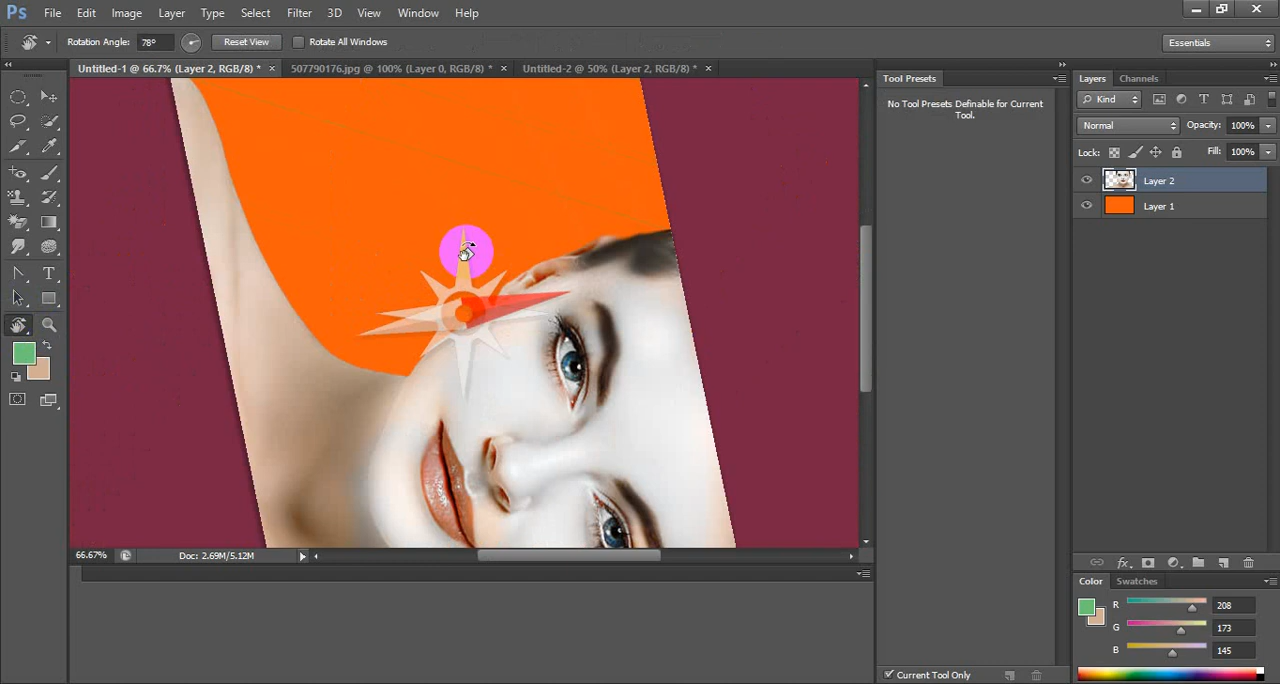 Ps File Edit Image Layer Type Select Filter 3D View Window Help
Rotation Angle: 78° Reset View Rotate All Windows Essentials
Untitled-1 @ 66.7% (Layer 2, RGB/8) * × 507790176.jpg @ 100% (Layer 0, RGB/8) * × Untitled-2 @ 50% (Layer 2, RGB/8) * ×
Tool Presets
No Tool Presets Definable for Current
Tool.
Layers Channels
Kind
Normal Opacity: 100%
Lock: Fill: 100%
Layer 2
Layer 1
66.67% Doc: 2.69M/5.12M
Color Swatches
R 208
G 173
B 145
Current Tool Only